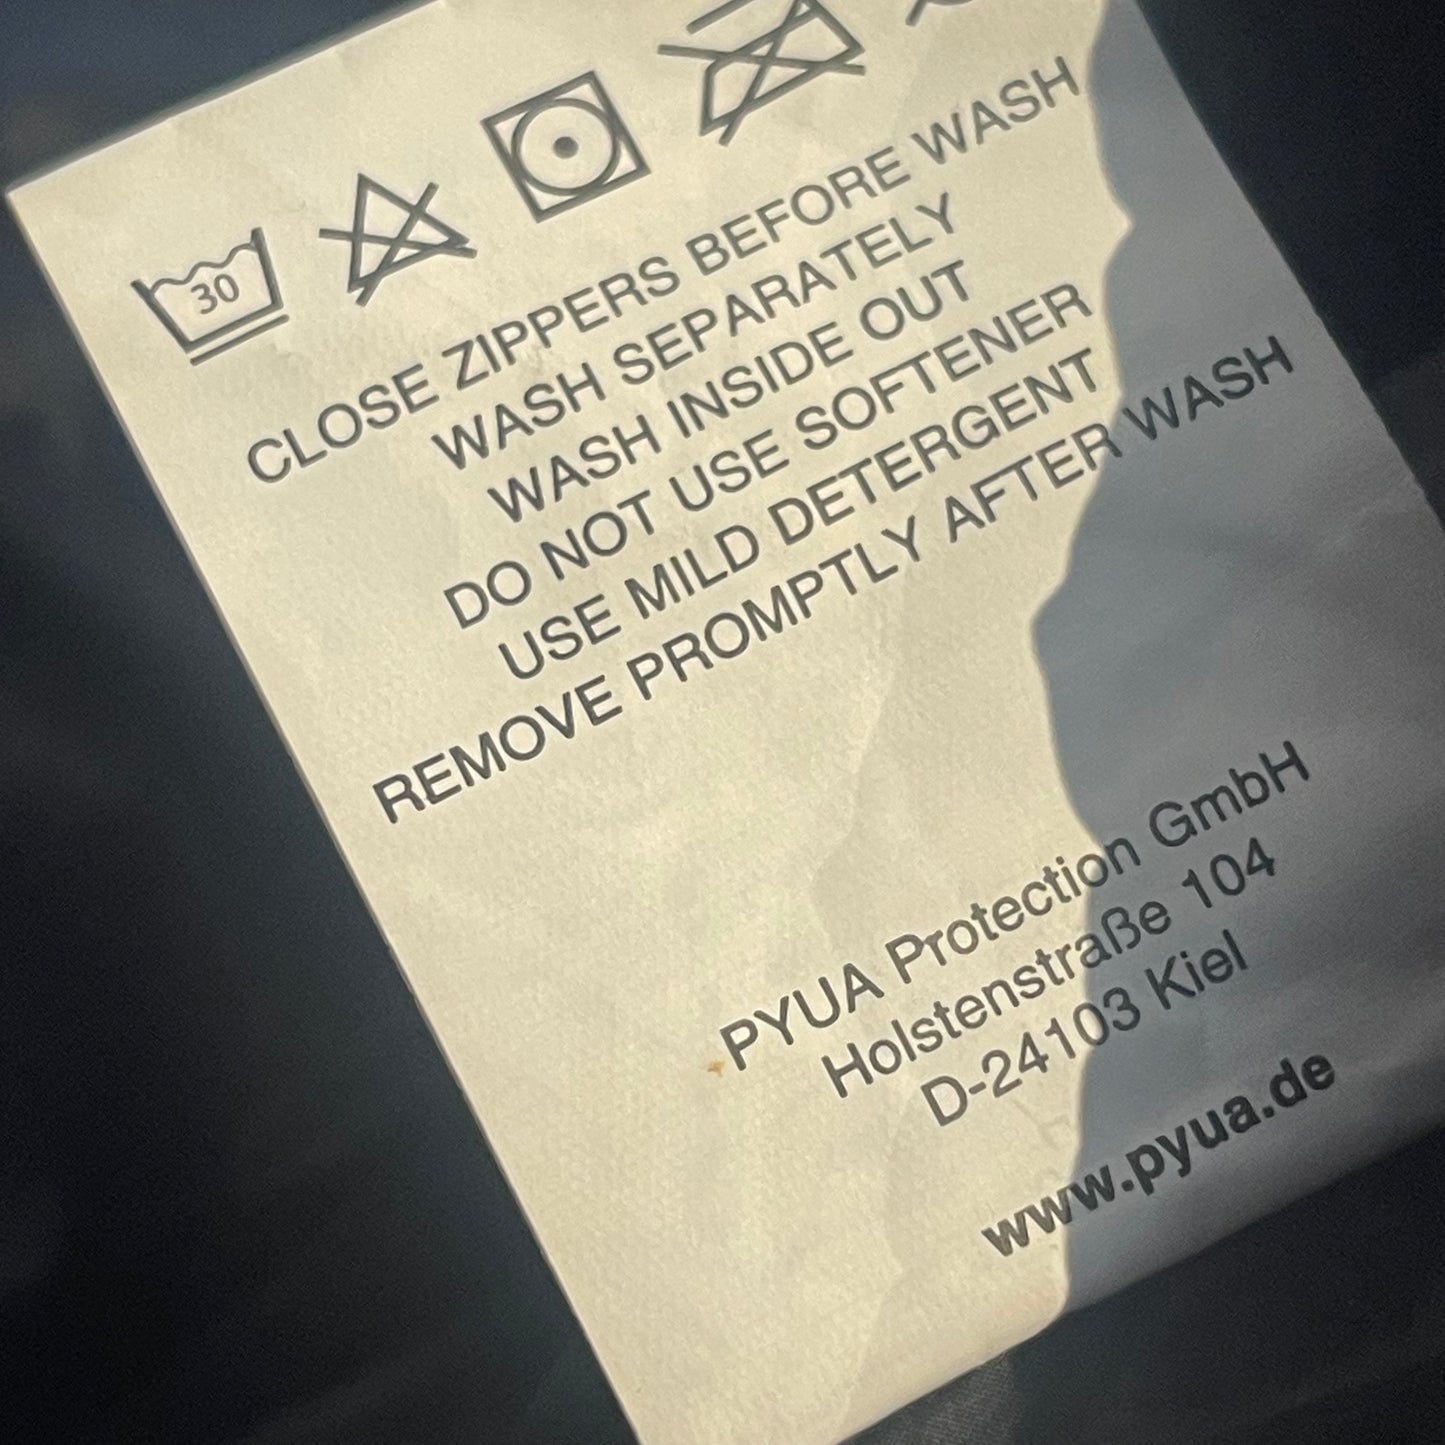 30
CLOSE ZIPPERS BEFORE WASH
WASH SEPARATELY
WASH INSIDE OUT
DO NOT USE SOFTENER
USE MILD DETERGENT
REMOVE PROMPTLY AFTER WASH
PYUA Protection GmbH
Holstenstraße 104
D-24103 Kiel
www.pyua.de